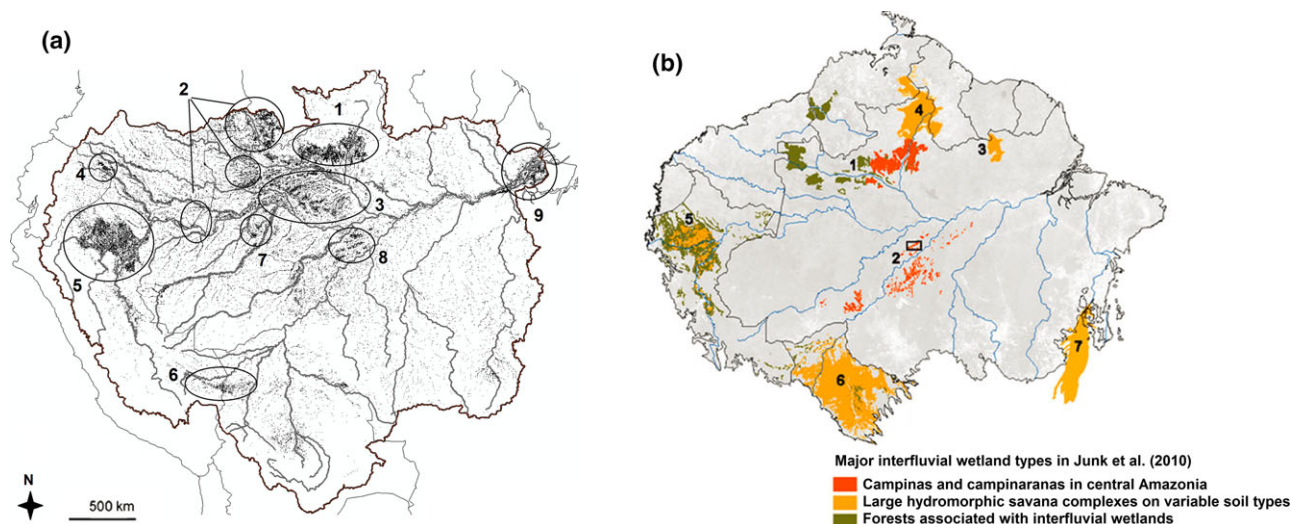 (a)
2
1
4
3
9
5
7
8
6
N
500 km
(b)
4
3
1
5
2
7
6
Major interfluvial wetland types in Junk et al. (2010)
Campinas and campinaranas in central Amazonia
Large hydromorphic savana complexes on variable soil types
Forests associated with interfluvial wetlands